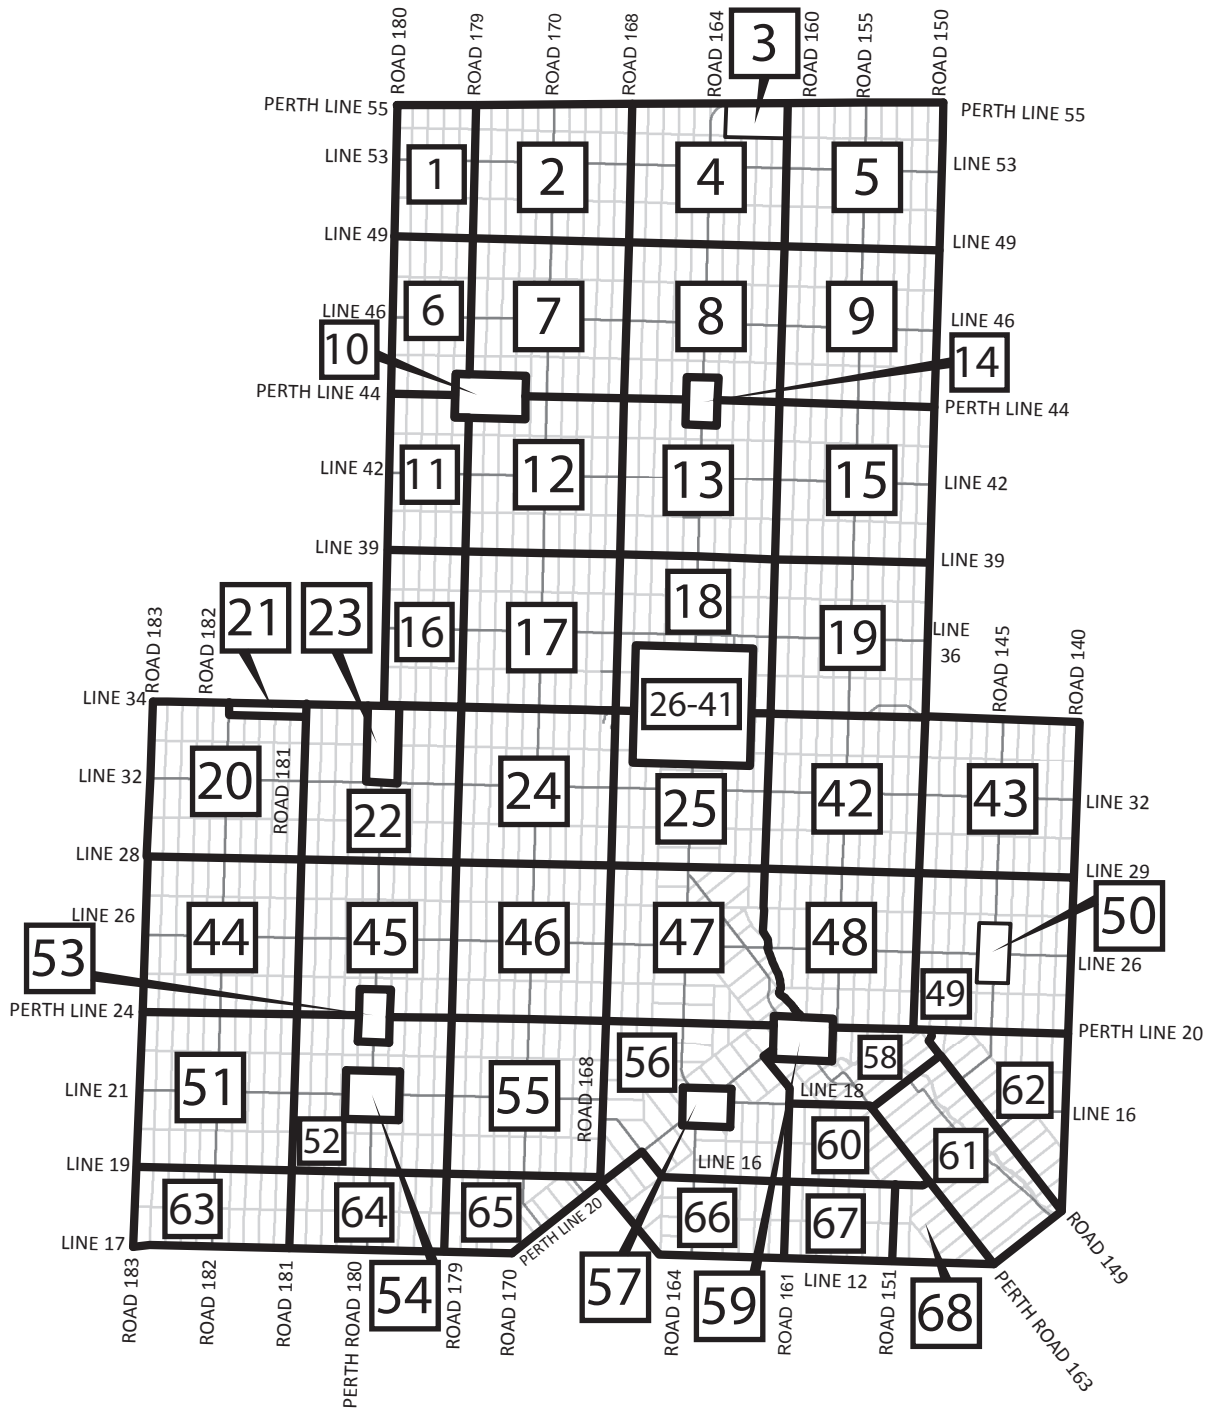 ROAD 180
ROAD 179
ROAD 170
ROAD 168
ROAD 164
3
ROAD 160
ROAD 155
ROAD 150
PERTH LINE 55
PERTH LINE 55
LINE 53
1
2
4
5
LINE 53
LINE 49
LINE 49
LINE 46
6
7
8
9
LINE 46
10
14
PERTH LINE 44
PERTH LINE 44
LINE 42
11
12
13
15
LINE 42
LINE 39
LINE 39
ROAD 183
ROAD 182
21
23
16
17
18
19
LINE
36
ROAD 145
ROAD 140
LINE 34
26-41
LINE 32
20
ROAD 181
22
24
25
42
43
LINE 32
LINE 28
LINE 29
LINE 26
44
45
46
47
48
50
53
49
LINE 26
PERTH LINE 24
PERTH LINE 20
LINE 21
51
52
55
ROAD 168
56
58
LINE 18
62
LINE 16
60
61
LINE 19
LINE 16
63
64
65
PERTH LINE 20
66
67
LINE 17
ROAD 183
ROAD 182
ROAD 181
PERTH ROAD 180
54
ROAD 179
ROAD 170
57
ROAD 164
59
ROAD 161
LINE 12
ROAD 151
68
PERTH ROAD 163
ROAD 149